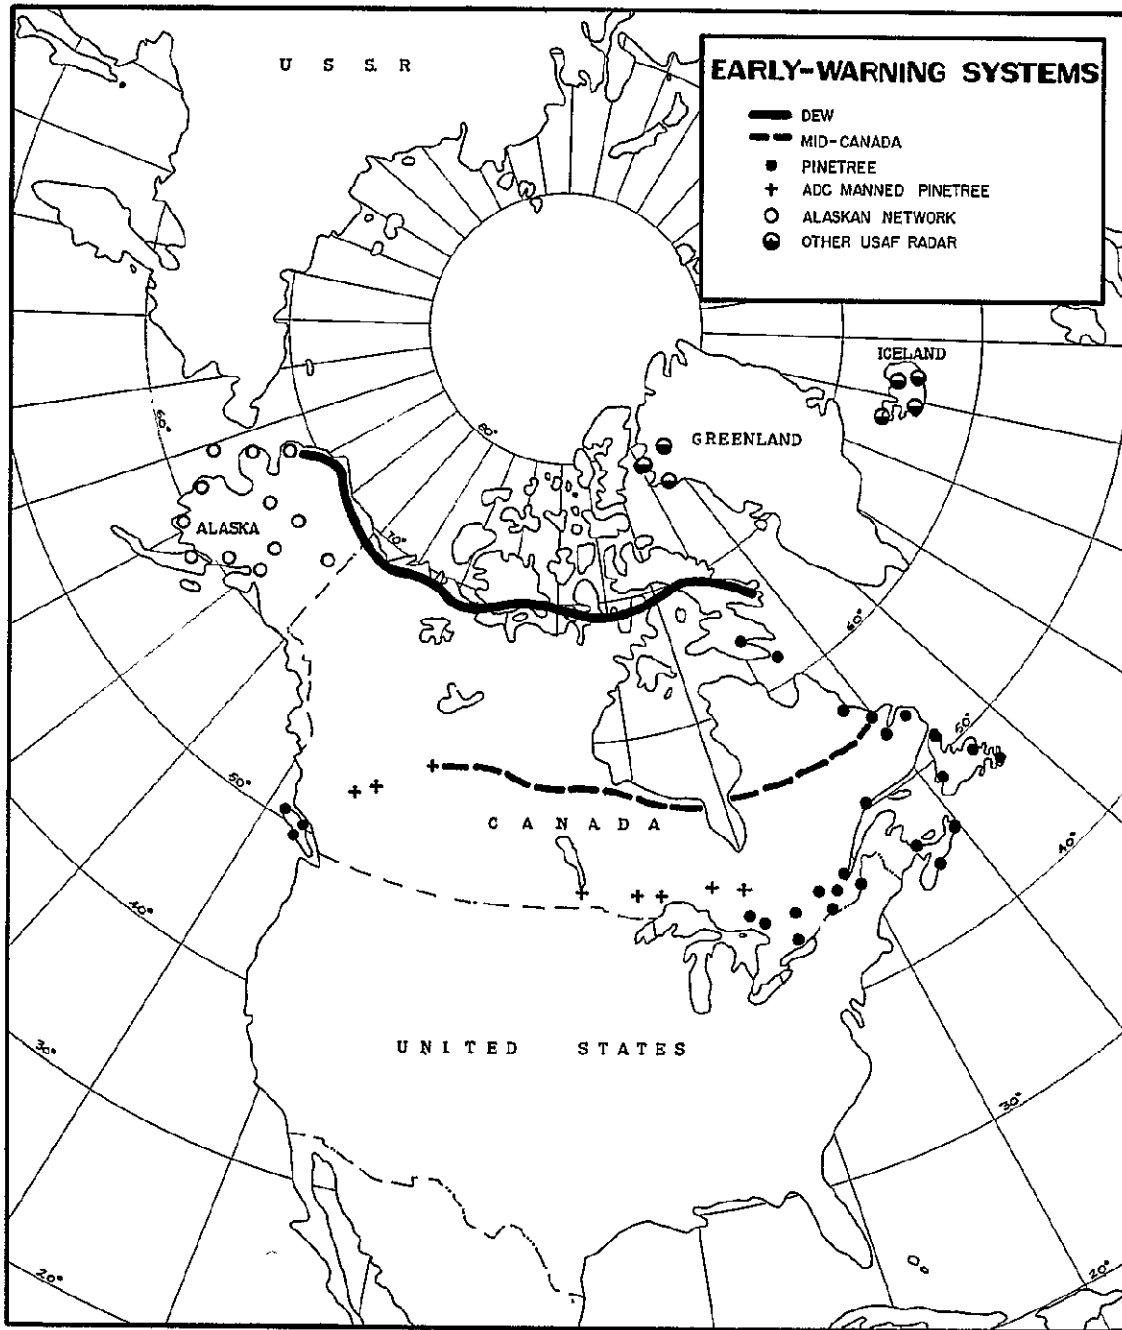 U S S R
EARLY-WARNING SYSTEMS
DEW
MID-CANADA
PINETREE
ADC MANNED PINETREE
ALASKAN NETWORK
OTHER USAF RADAR
ICELAND
60°
80°
GREENLAND
ALASKA
70°
60°
50°
50°
CANADA
40°
40°
UNITED STATES
30°
30°
20°
20°